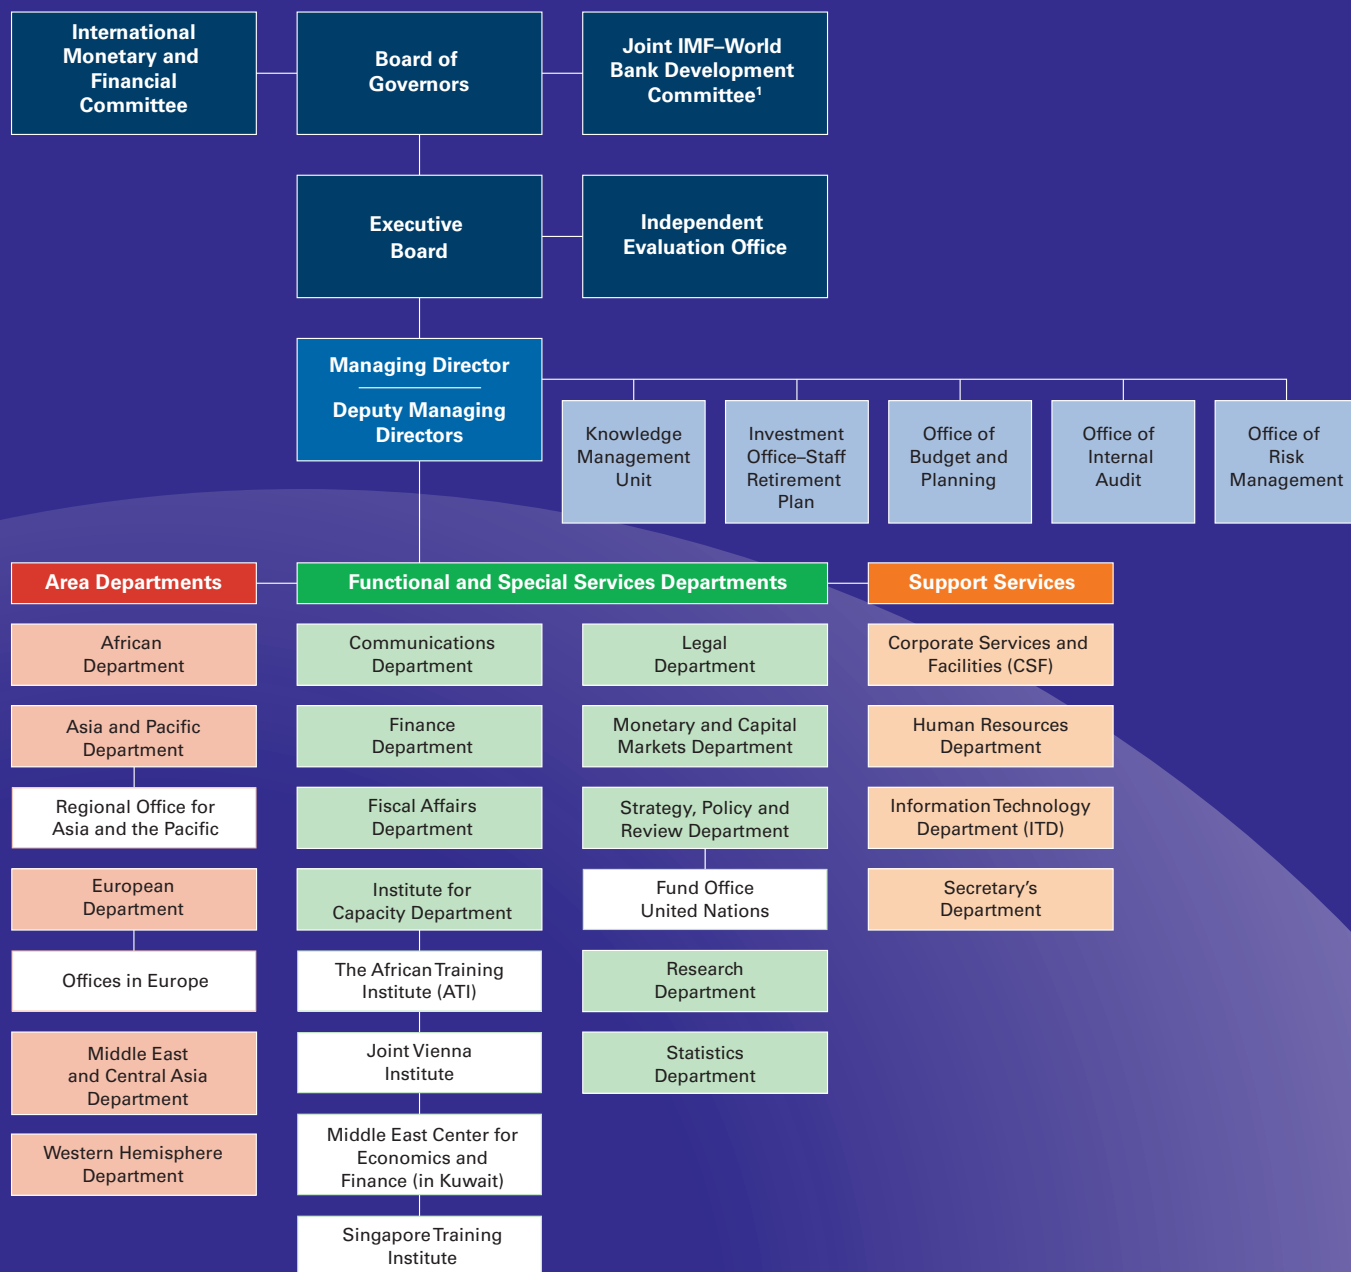 International
Monetary and
Financial
Committee
Board of
Governors
Joint IMF–World
Bank Development
Committee¹
Executive
Board
Independent
Evaluation Office
Managing Director
Deputy Managing
Directors
Knowledge
Management
Unit
Investment
Office–Staff
Retirement
Plan
Office of
Budget and
Planning
Office of
Internal
Audit
Office of
Risk
Management
Area Departments
Functional and Special Services Departments
Support Services
African
Department
Asia and Pacific
Department
Regional Office for
Asia and the Pacific
European
Department
Offices in Europe
Middle East
and Central Asia
Department
Western Hemisphere
Department
Communications
Department
Finance
Department
Fiscal Affairs
Department
Institute for
Capacity Department
The African Training
Institute (ATI)
Joint Vienna
Institute
Middle East Center for
Economics and
Finance (in Kuwait)
Singapore Training
Institute
Legal
Department
Monetary and Capital
Markets Department
Strategy, Policy and
Review Department
Fund Office
United Nations
Research
Department
Statistics
Department
Corporate Services and
Facilities (CSF)
Human Resources
Department
Information Technology
Department (ITD)
Secretary’s
Department